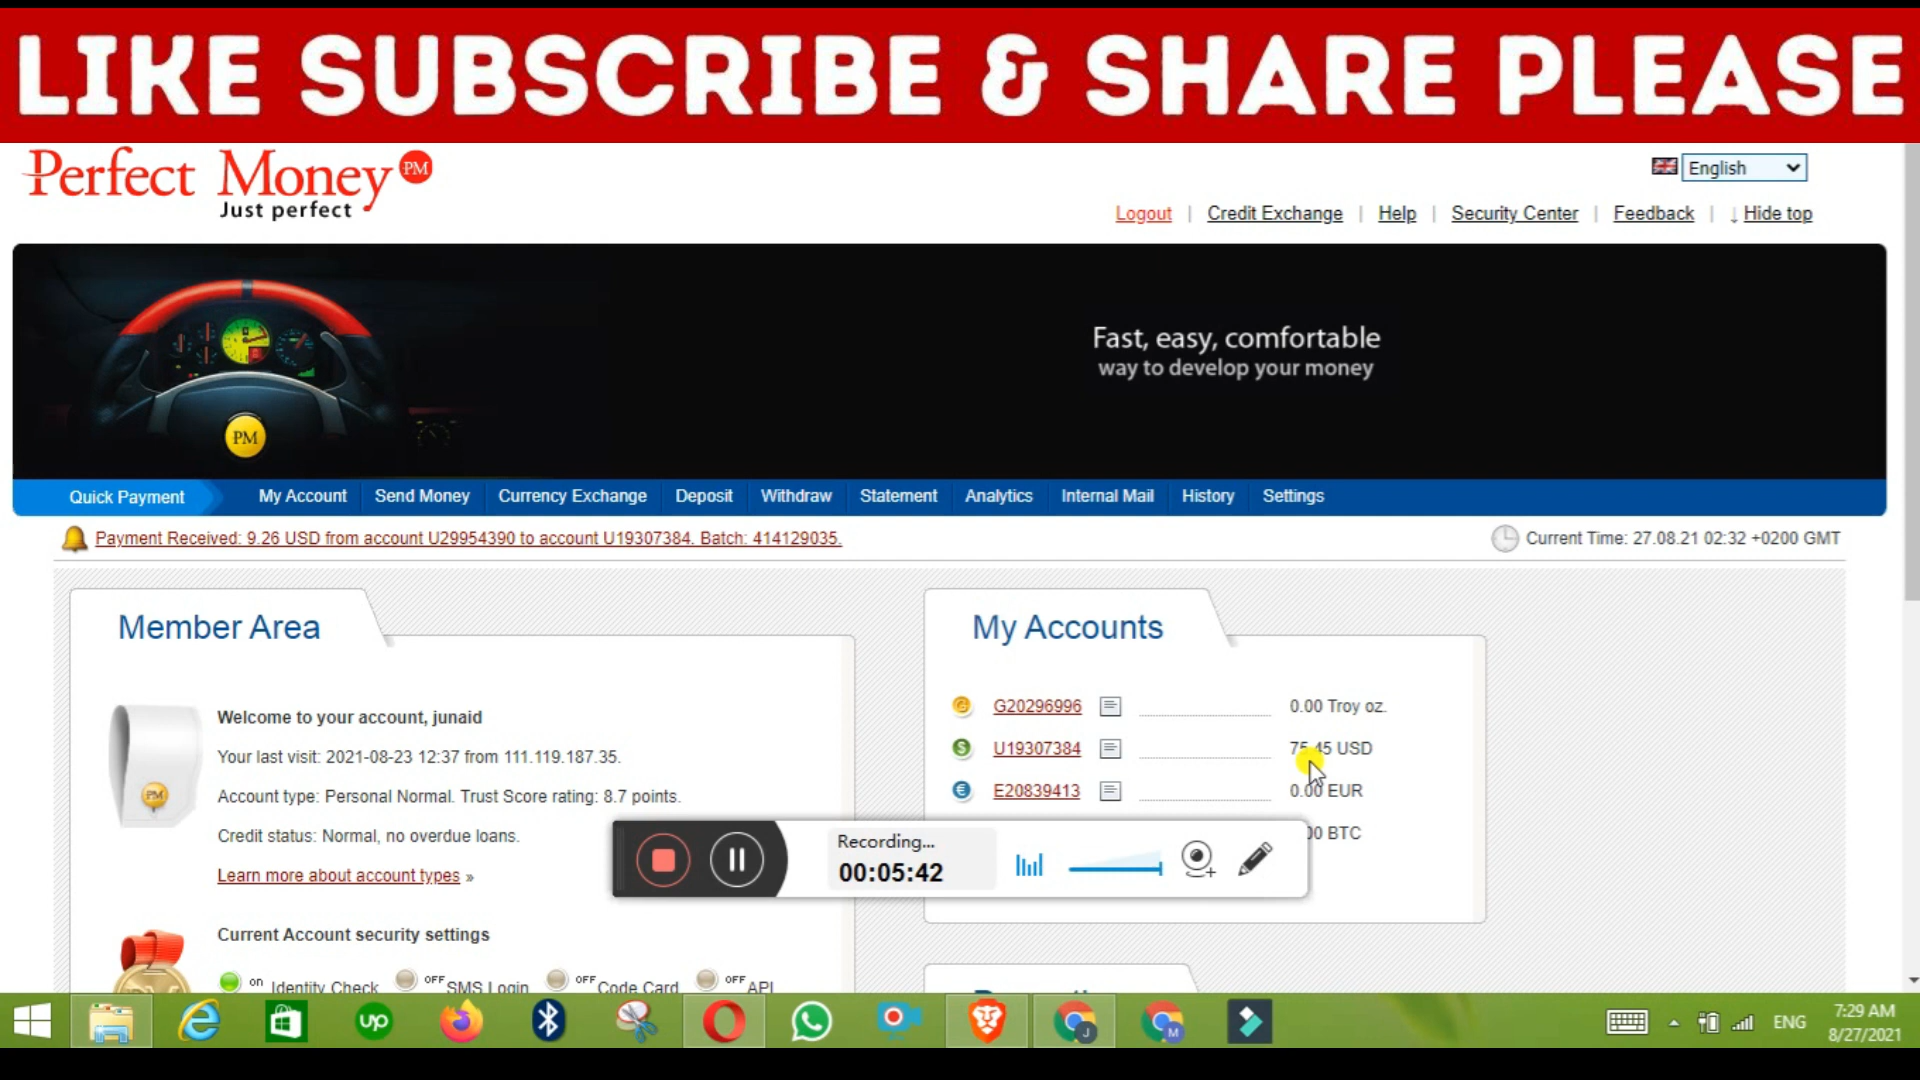 LIKE SUBSCRIBE & SHARE PLEASE
Perfect Money PM
Just perfect
English
Logout | Credit Exchange | Help | Security Center | Feedback | ↓ Hide top
Fast, easy, comfortable
way to develop your money
PM
Quick Payment My Account Send Money Currency Exchange Deposit Withdraw Statement Analytics Internal Mail History Settings
Payment Received: 9.26 USD from account U29954390 to account U19307384. Batch: 414129035.
Current Time: 27.08.21 02:32 +0200 GMT
Member Area
Welcome to your account, junaid
Your last visit: 2021-08-23 12:37 from 111.119.187.35.
PM
Account type: Personal Normal. Trust Score rating: 8.7 points.
Credit status: Normal, no overdue loans.
Learn more about account types »
Current Account security settings
on Identity Check OFF SMS Login OFF Code Card OFF API
My Accounts
G20296996 0.00 Troy oz.
U19307384 75.45 USD
E20839413 0.00 EUR
00 BTC
Recording...
00:05:42
up
J
M
ENG
7:29 AM
8/27/2021